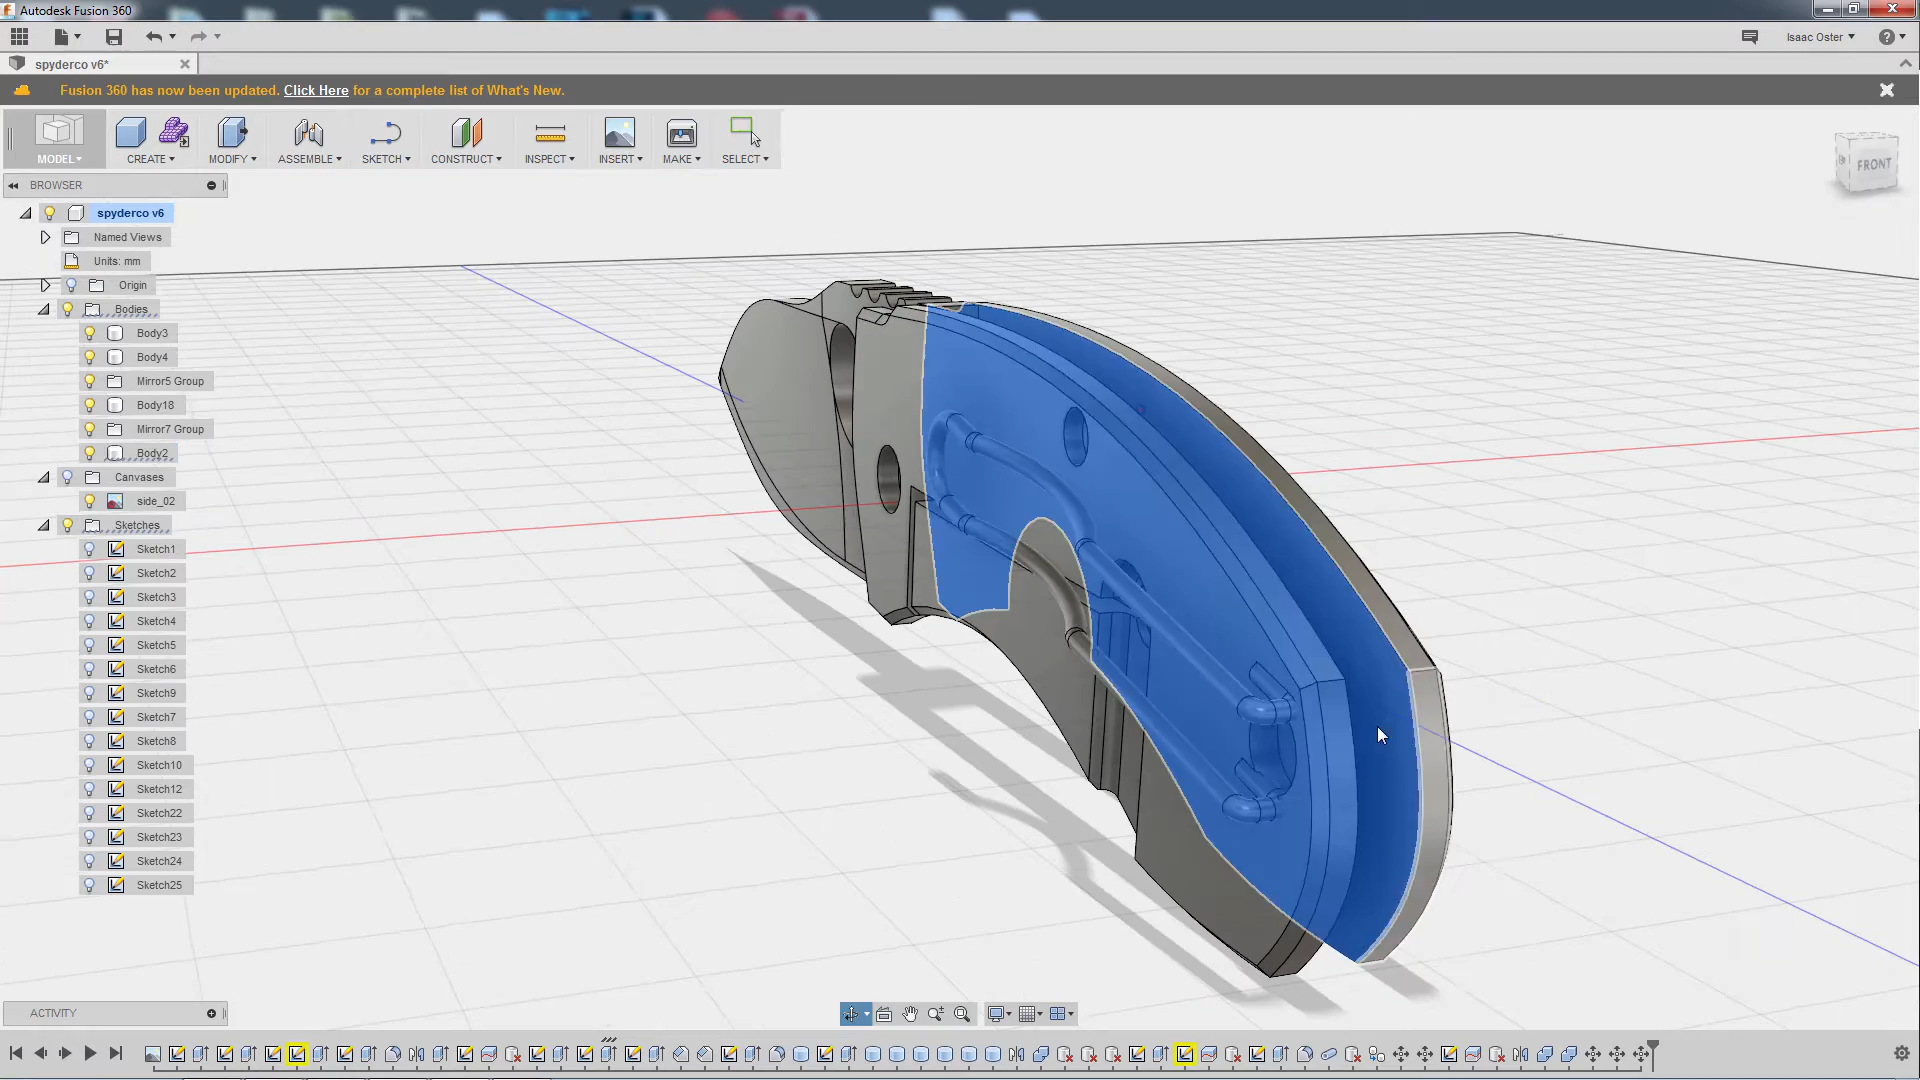 Autodesk Fusion 360
Isaac Oster
spyderco v6*
Fusion 360 has now been updated. Click Here for a complete list of What's New.
MODEL
CREATE
MODIFY
ASSEMBLE
SKETCH
CONSTRUCT
INSPECT
INSERT
MAKE
SELECT
FRONT
BROWSER
spyderco v6
Named Views
Units: mm
Origin
Bodies
Body3
Body4
Mirror5 Group
Body18
Mirror7 Group
Body2
Canvases
side_02
Sketches
Sketch1
Sketch2
Sketch3
Sketch4
Sketch5
Sketch6
Sketch9
Sketch7
Sketch8
Sketch10
Sketch12
Sketch22
Sketch23
Sketch24
Sketch25
ACTIVITY